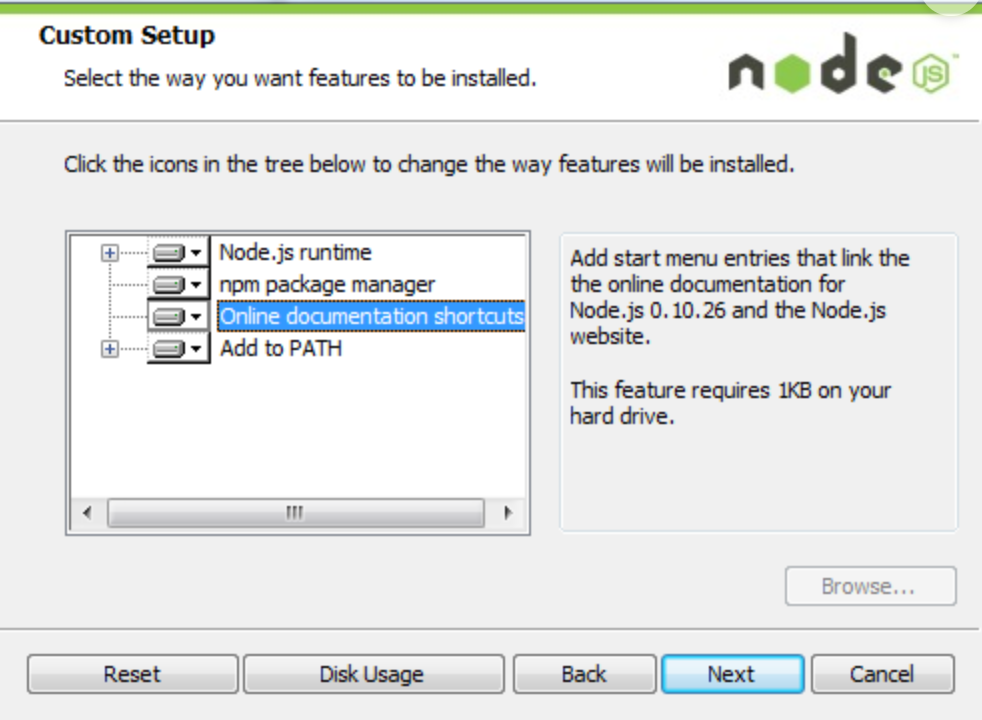 Custom Setup
Select the way you want features to be installed.
node JS ™
Click the icons in the tree below to change the way features will be installed.
Node.js runtime
npm package manager
Online documentation shortcuts
Add to PATH
Add start menu entries that link the
the online documentation for
Node.js 0.10.26 and the Node.js
website.
This feature requires 1KB on your
hard drive.
Browse...
Reset
Disk Usage
Back
Next
Cancel